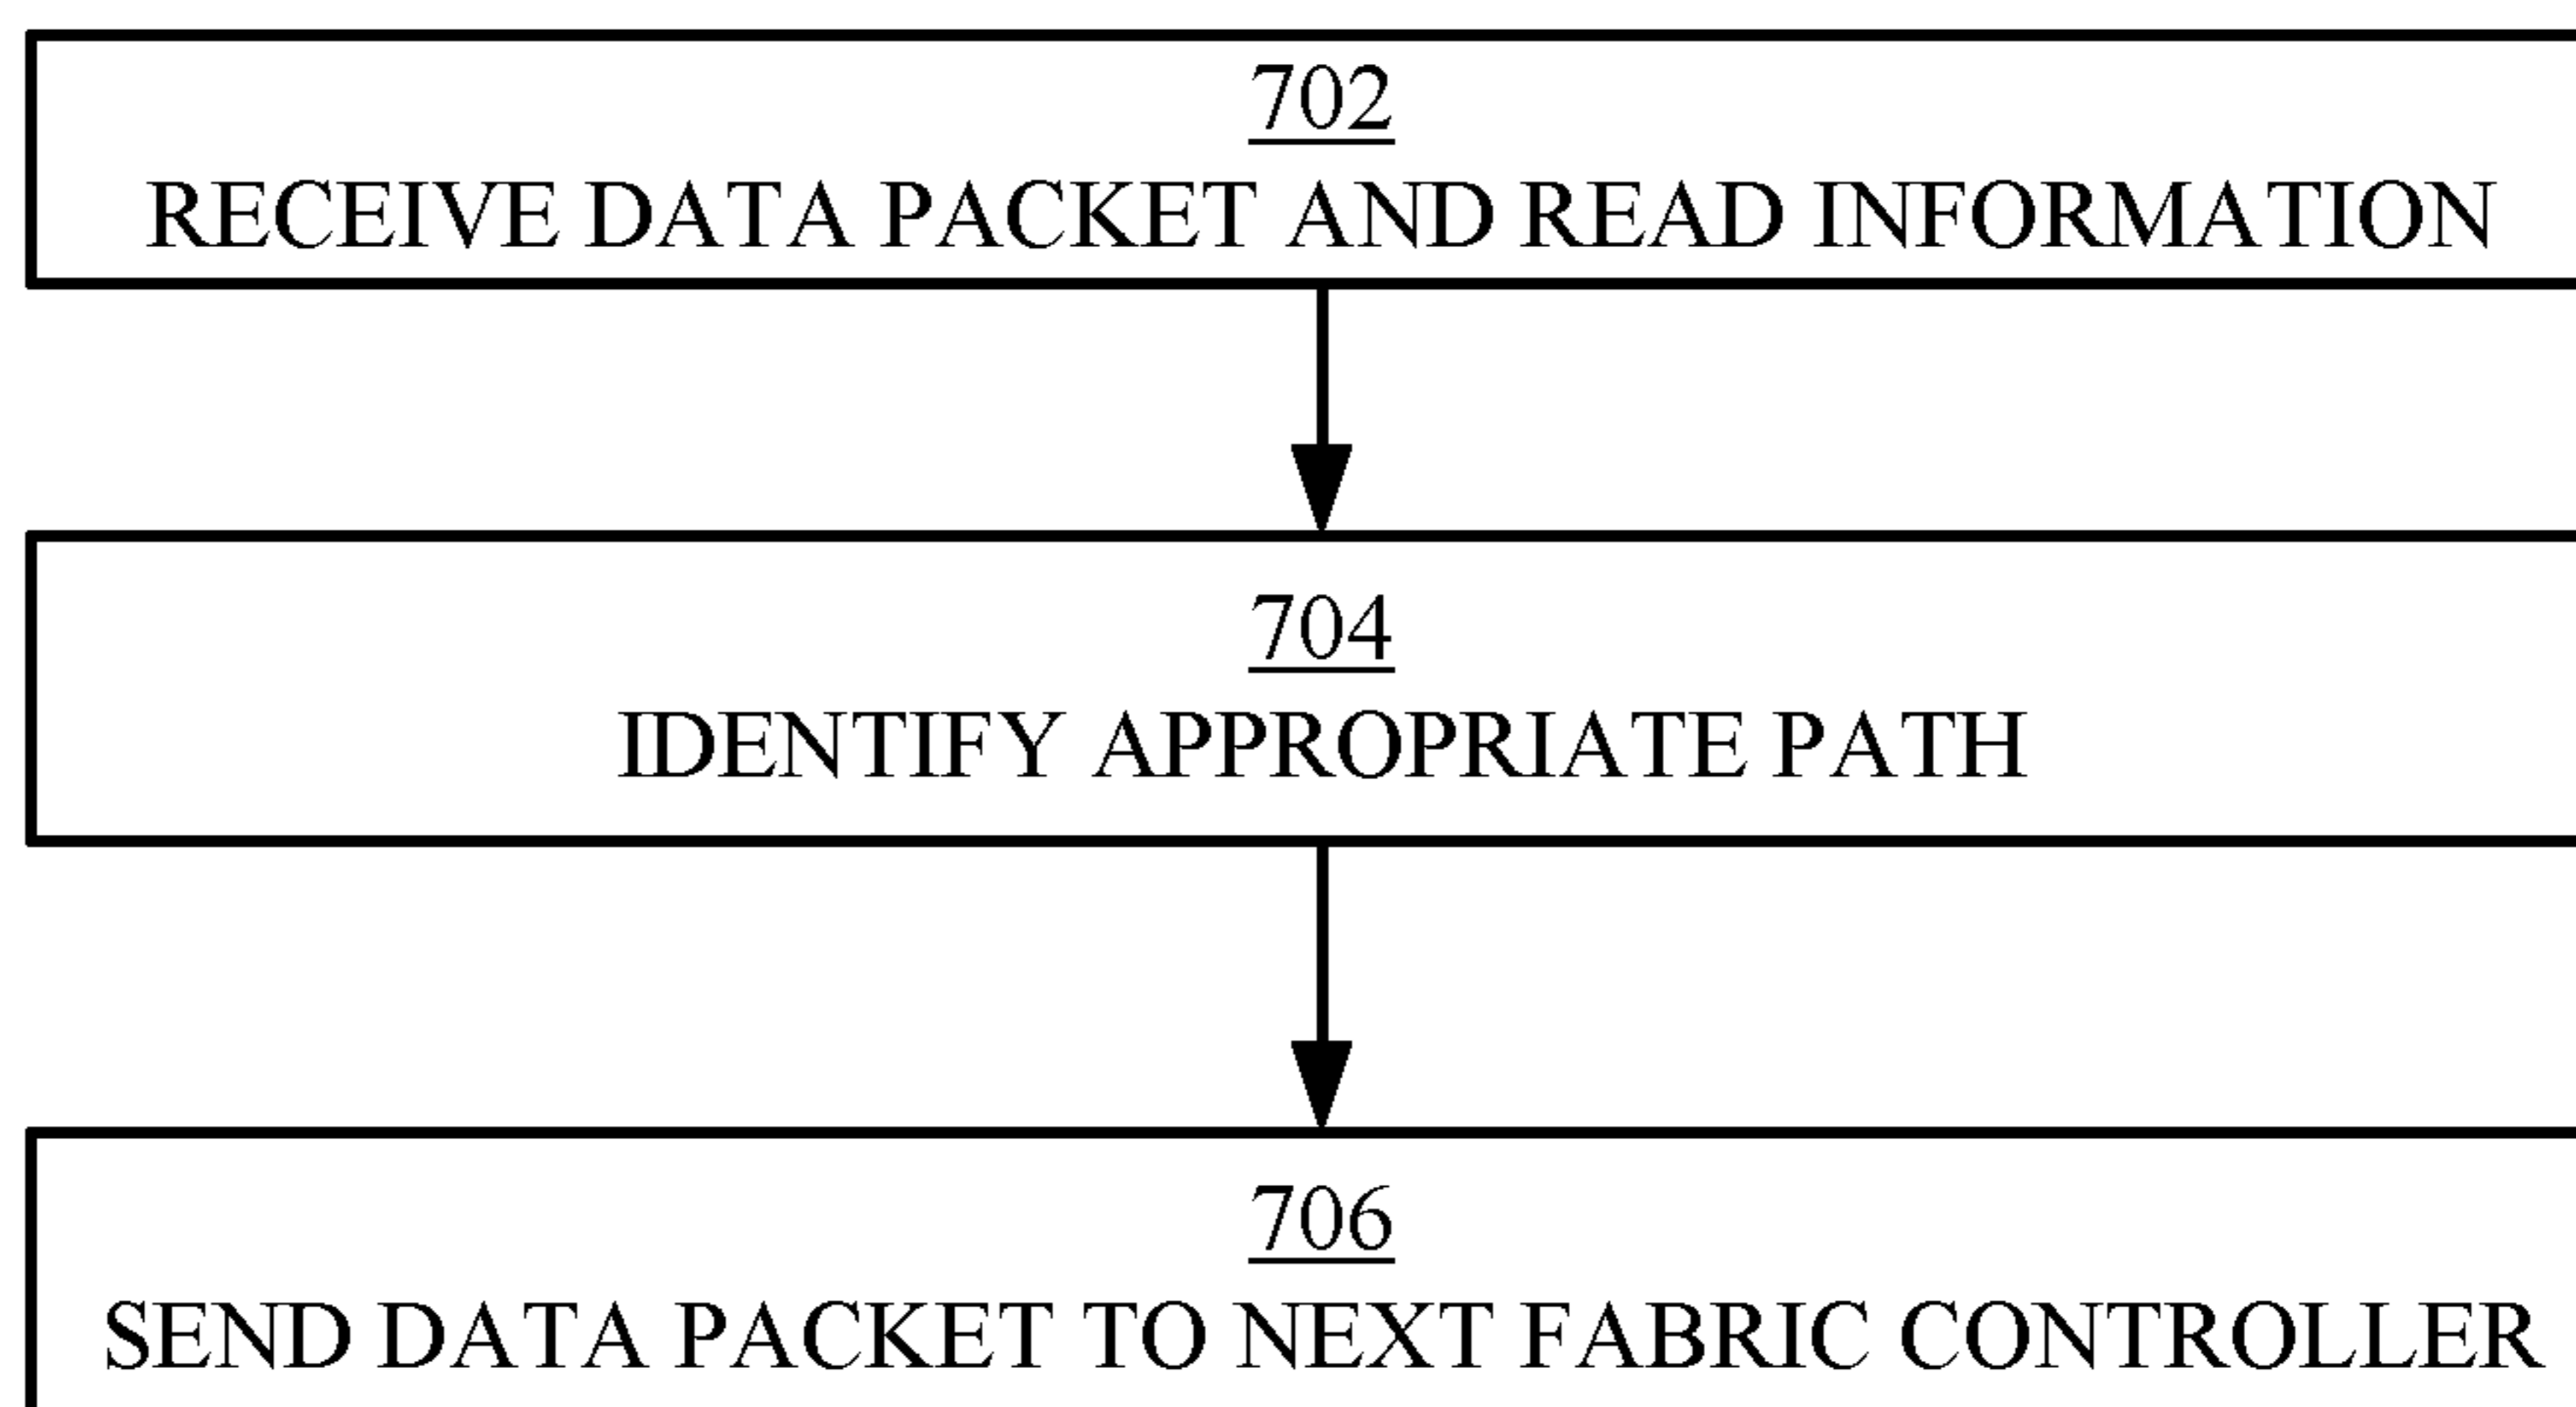 702
RECEIVE DATA PACKET AND READ INFORMATION
704
IDENTIFY APPROPRIATE PATH
706
SEND DATA PACKET TO NEXT FABRIC CONTROLLER